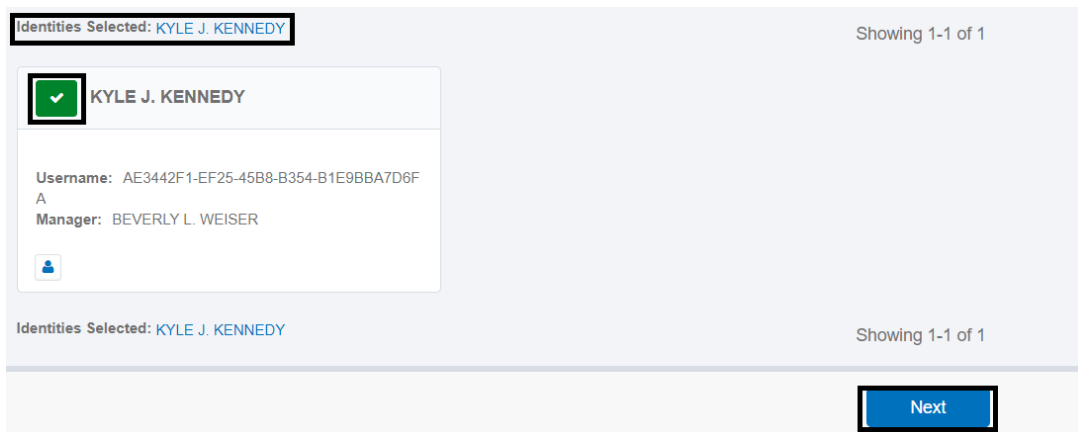 Identities Selected: KYLE J. KENNEDY
Showing 1-1 of 1
KYLE J. KENNEDY
Username: AE3442F1-EF25-45B8-B354-B1E9BBA7D6F
A
Manager: BEVERLY L. WEISER
Identities Selected: KYLE J. KENNEDY
Showing 1-1 of 1
Next